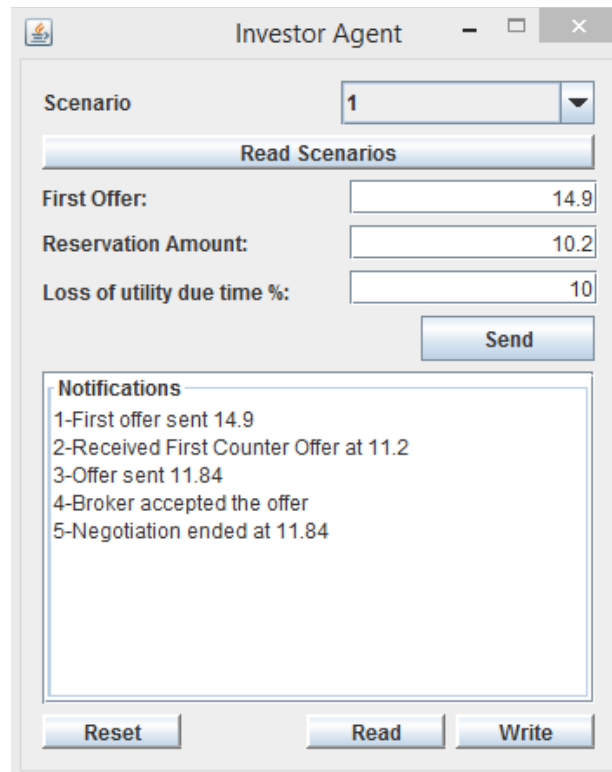 Investor Agent
Scenario 1
Read Scenarios
First Offer: 14.9
Reservation Amount: 10.2
Loss of utility due time %: 10
Send
Notifications
1-First offer sent 14.9
2-Received First Counter Offer at 11.2
3-Offer sent 11.84
4-Broker accepted the offer
5-Negotiation ended at 11.84
Reset Read Write